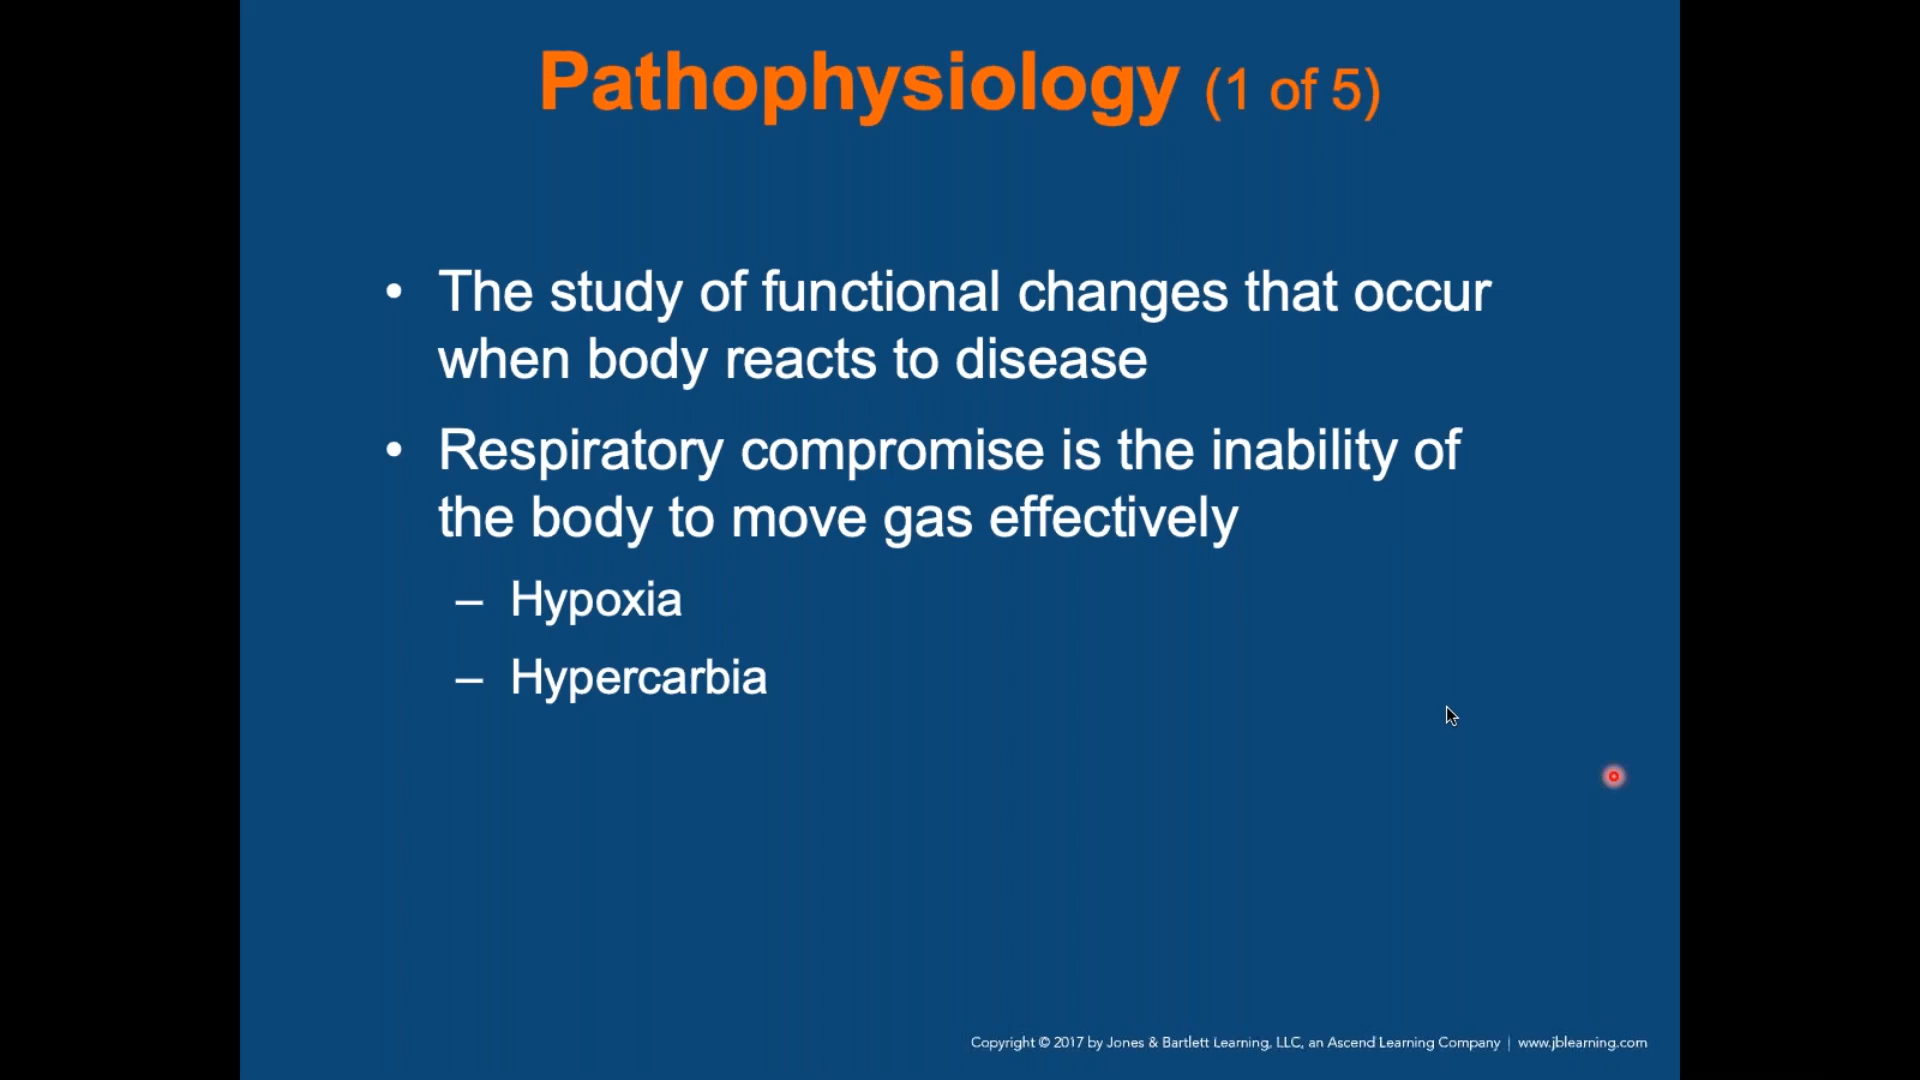 Pathophysiology (1 of 5)
• The study of functional changes that occur
when body reacts to disease
• Respiratory compromise is the inability of
the body to move gas effectively
– Hypoxia
– Hypercarbia
Copyright © 2017 by Jones & Bartlett Learning, LLC, an Ascend Learning Company | www.jblearning.com